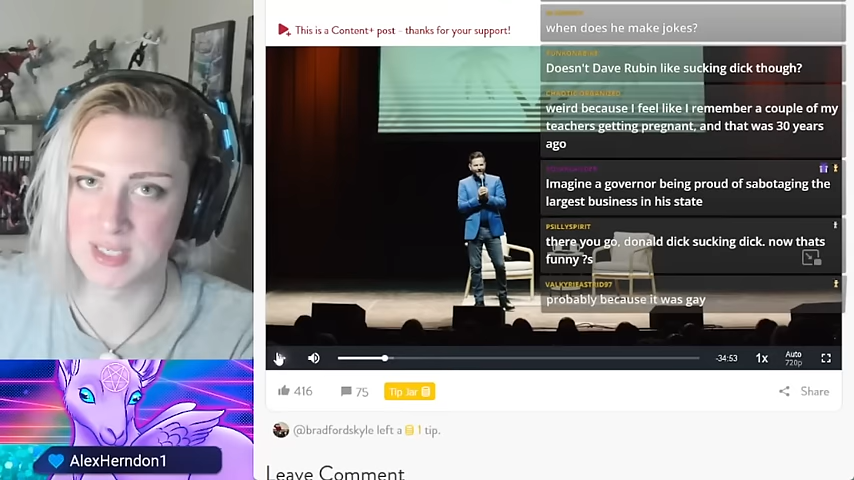 This is a Content+ post - thanks for your support!
when does he make jokes?
Doesn't Dave Rubin like sucking dick though?
CHAOTIC_ORGANIZED
weird because I feel like I remember a couple of my
teachers getting pregnant, and that was 30 years
ago
Imagine a governor being proud of sabotaging the
largest business in his state
PSILLYSPIRIT
there you go, donald dick sucking dick. now thats
funny ?s
VALKYRIEASTRID97
probably because it was gay
-34:53
1x
Auto
720p
416
75
Tip Jar
Share
@bradfordskyle left a 1 tip.
AlexHerndon1
Leave Comment